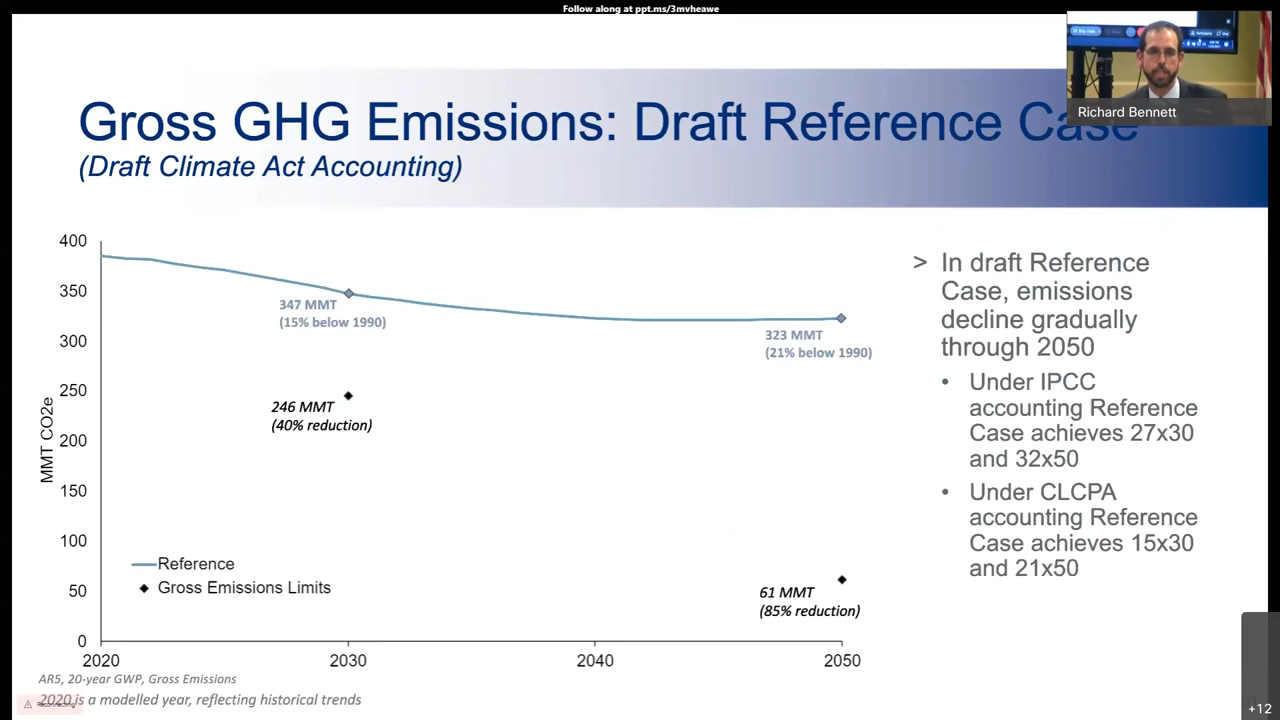 Follow along at ppt.ms/3mvheawe
Richard Bennett
Gross GHG Emissions: Draft Reference Case
(Draft Climate Act Accounting)
400
350
300
250
200
150
100
50
0
MMT CO2e
347 MMT
(15% below 1990)
323 MMT
(21% below 1990)
246 MMT
(40% reduction)
61 MMT
(85% reduction)
Reference
Gross Emissions Limits
2020
2030
2040
2050
> In draft Reference
Case, emissions
decline gradually
through 2050
• Under IPCC
accounting Reference
Case achieves 27x30
and 32x50
• Under CLCPA
accounting Reference
Case achieves 15x30
and 21x50
AR5, 20-year GWP, Gross Emissions
2020 is a modelled year, reflecting historical trends
Reconnecting
+12